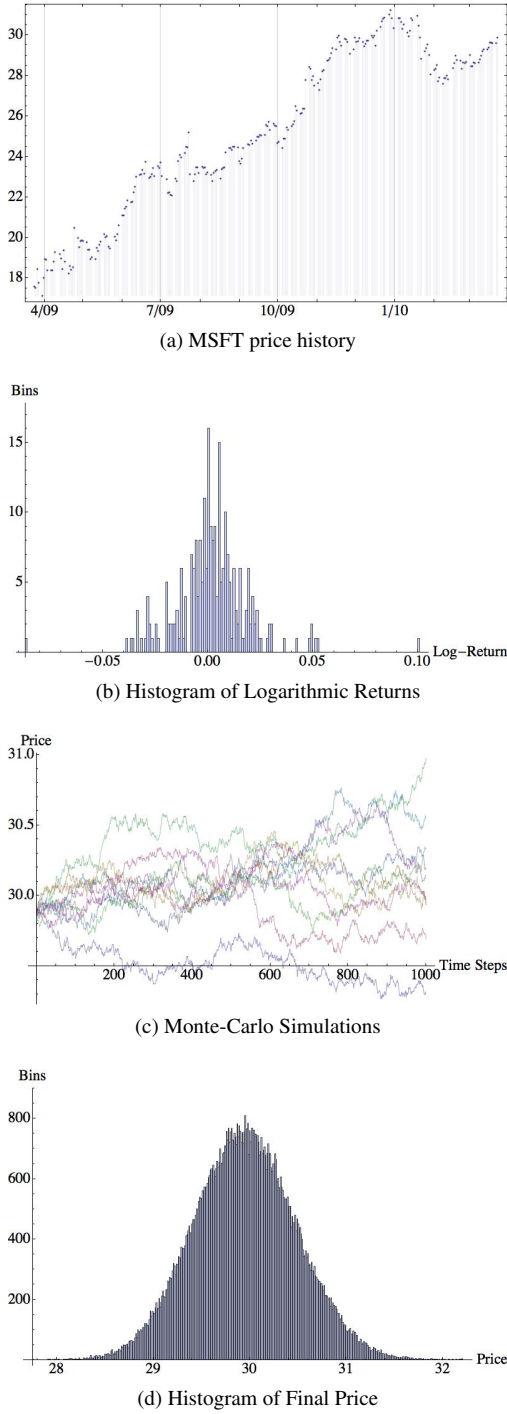 30
28
26
24
22
20
18
4/09 7/09 10/09 1/10
(a) MSFT price history
Bins
15
10
5
−0.05 0.00 0.05 0.10 Log−Return
(b) Histogram of Logarithmic Returns
Price
31.0
30.5
30.0
200 400 600 800 1000 Time Steps
(c) Monte-Carlo Simulations
Bins
800
600
400
200
28 29 30 31 32 Price
(d) Histogram of Final Price